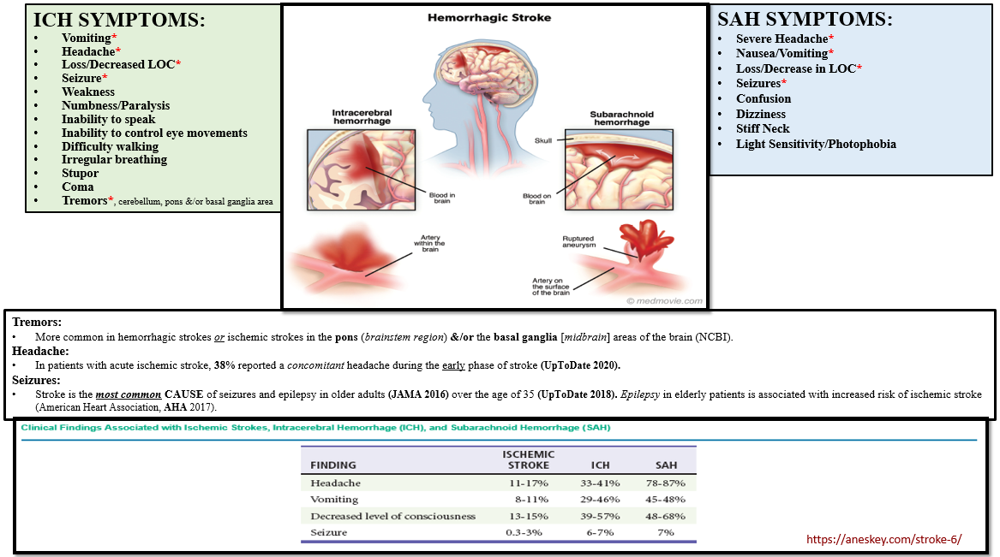 ICH SYMPTOMS:
• Vomiting*
• Headache*
• Loss/Decreased LOC*
• Seizure*
• Weakness
• Numbness/Paralysis
• Inability to speak
• Inability to control eye movements
• Difficulty walking
• Irregular breathing
• Stupor
• Coma
• Tremors*, cerebellum, pons &/or basal ganglia area
Hemorrhagic Stroke
Intracerebral
hemorrhage
Subarachnoid
hemorrhage
Skull
Blood in
brain
Blood on
brain
Artery
within the
brain
Ruptured
aneurysm
Artery on
the surface
of the brain
© medmovie.com
SAH SYMPTOMS:
• Severe Headache*
• Nausea/Vomiting*
• Loss/Decrease in LOC*
• Seizures*
• Confusion
• Dizziness
• Stiff Neck
• Light Sensitivity/Photophobia
Tremors:
• More common in hemorrhagic strokes or ischemic strokes in the pons (brainstem region) &/or the basal ganglia [midbrain] areas of the brain (NCBI).
Headache:
• In patients with acute ischemic stroke, 38% reported a concomitant headache during the early phase of stroke (UpToDate 2020).
Seizures:
• Stroke is the most common CAUSE of seizures and epilepsy in older adults (JAMA 2016) over the age of 35 (UpToDate 2018). Epilepsy in elderly patients is associated with increased risk of ischemic stroke
(American Heart Association, AHA 2017).
Clinical Findings Associated with Ischemic Strokes, Intracerebral Hemorrhage (ICH), and Subarachnoid Hemorrhage (SAH)
FINDING ISCHEMIC STROKE ICH SAH
Headache 11-17% 33-41% 78-87%
Vomiting 8-11% 29-46% 45-48%
Decreased level of consciousness 13-15% 39-57% 48-68%
Seizure 0.3-3% 6-7% 7%
https://aneskey.com/stroke-6/